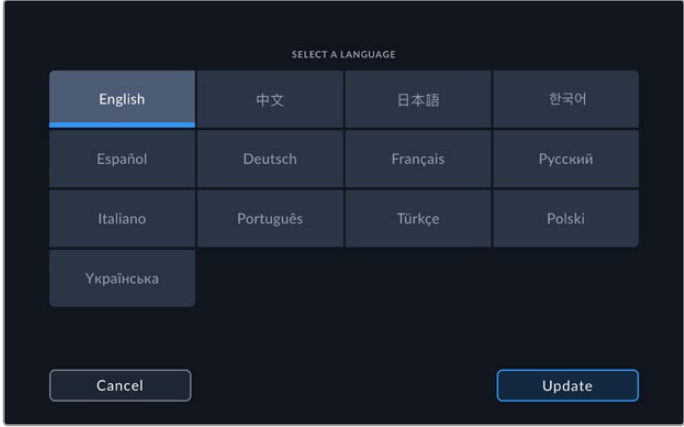 SELECT A LANGUAGE
English
中文
日本語
한국어
Español
Deutsch
Français
Русский
Italiano
Português
Türkçe
Polski
Українська
Cancel
Update